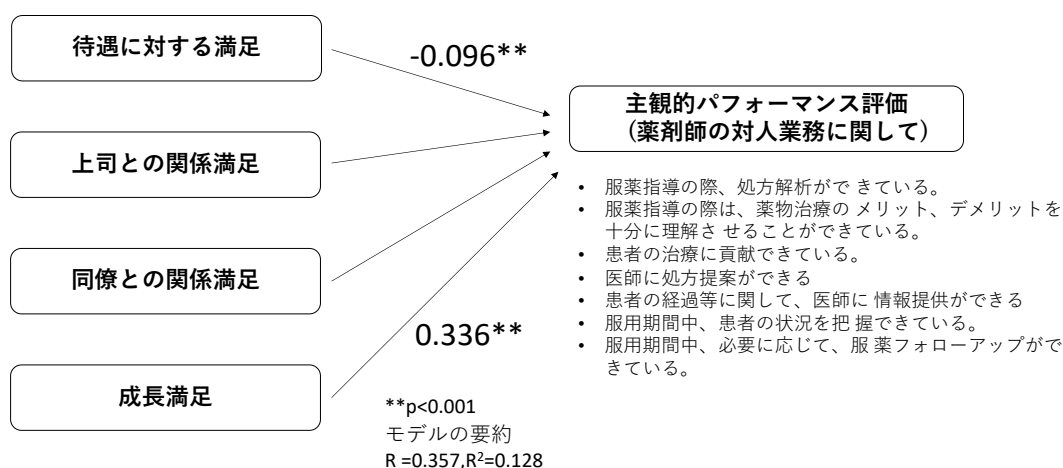 待遇に対する満足
-0.096**
主観的パフォーマンス評価
(薬剤師の対人業務に関して)
上司との関係満足
• 服薬指導の際、処方解析がで きている。
• 服薬指導の際は、薬物治療の メリット、デメリットを
十分に理解さ せることができている。
• 患者の治療に貢献できている。
• 医師に処方提案ができる
• 患者の経過等に関して、医師に 情報提供ができる
• 服用期間中、患者の状況を把 握できている。
• 服用期間中、必要に応じて、服 薬フォローアップがで
きている。
同僚との関係満足
0.336**
成長満足
**p<0.001
モデルの要約
R =0.357,R²=0.128